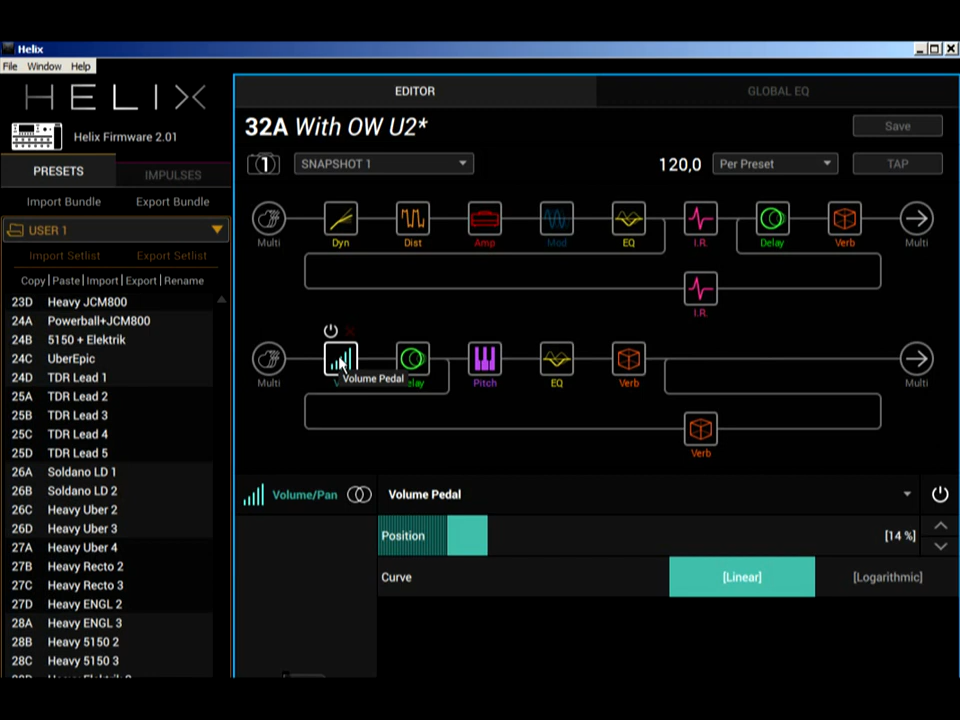 Helix
File Window Help
HELIX
Helix Firmware 2.01
PRESETS
IMPULSES
Import Bundle
Export Bundle
USER 1
Import Setlist
Export Setlist
Copy | Paste | Import | Export | Rename
23D Heavy JCM800
24A Powerball+JCM800
24B 5150 + Elektrik
24C UberEpic
24D TDR Lead 1
25A TDR Lead 2
25B TDR Lead 3
25C TDR Lead 4
25D TDR Lead 5
26A Soldano LD 1
26B Soldano LD 2
26C Heavy Uber 2
26D Heavy Uber 3
27A Heavy Uber 4
27B Heavy Recto 2
27C Heavy Recto 3
27D Heavy ENGL 2
28A Heavy ENGL 3
28B Heavy 5150 2
28C Heavy 5150 3
EDITOR
GLOBAL EQ
32A With OW U2*
Save
1
SNAPSHOT 1
120,0
Per Preset
TAP
Multi Dyn Dist Amp Mod EQ I.R. Delay Verb Multi
I.R.
Multi Pitch EQ Verb Multi
Volume Pedal
Verb
Volume/Pan
Volume Pedal
Position
[14 %]
Curve
[Linear]
[Logarithmic]